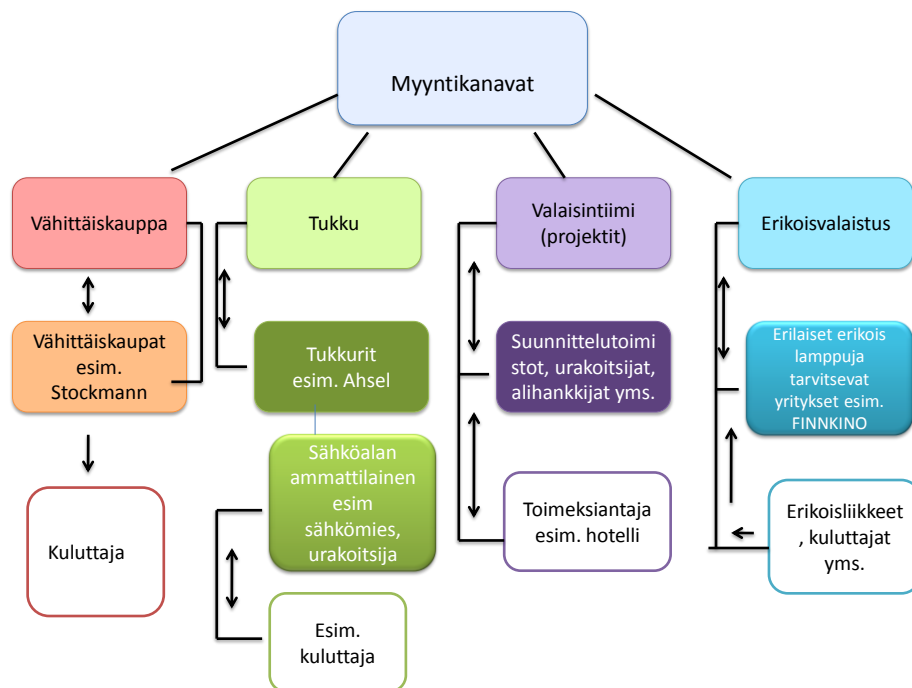 Myyntikanavat
Vähittäiskauppa
Tukku
Valaisintiimi
(projektit)
Erikoisvalaistus
Vähittäiskaupat
esim.
Stockmann
Tukkurit
esim. Ahsel
Suunnittelutoimi
stot, urakoitsijat,
alihankkijat yms.
Erilaiset erikois
lamppuja
tarvitsevat
yritykset esim.
FINNKINO
Kuluttaja
Sähköalan
ammattilainen
esim
sähkömies,
urakoitsija
Toimeksiantaja
esim. hotelli
Erikoisliikkeet
, kuluttajat
yms.
Esim.
kuluttaja